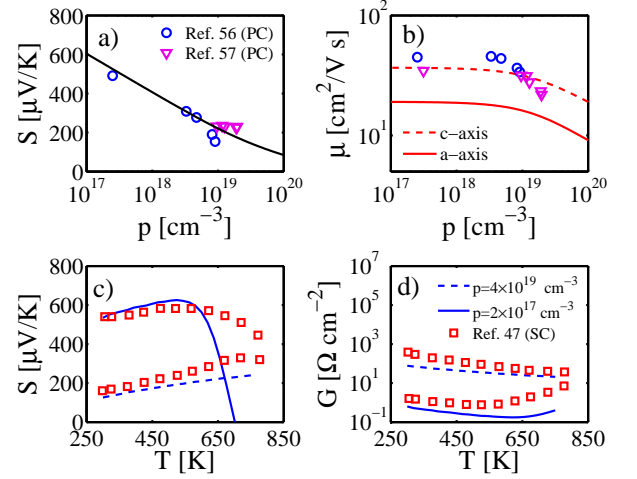 a)
Ref. 56 (PC)
Ref. 57 (PC)
S [μV/K]
800
600
400
200
0
10^17
10^18
10^19
10^20
p [cm^−3]
b)
μ [cm^2/V s]
10^2
10^1
c−axis
a−axis
10^17
10^18
10^19
10^20
p [cm^−3]
c)
S [μV/K]
800
600
400
200
0
250
450
650
850
T [K]
d)
p=4×10^19 cm^−3
p=2×10^17 cm^−3
Ref. 47 (SC)
G [Ω cm^−2]
10^7
10^5
10^3
10^1
10^−1
250
450
650
850
T [K]